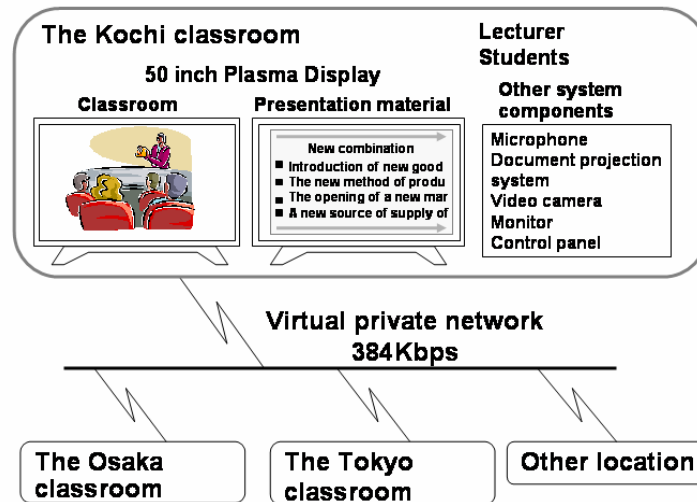 The Kochi classroom
Lecturer
Students
50 inch Plasma Display
Classroom
Presentation material
New combination
■ Introduction of new good
■ The new method of produ
■ The opening of a new mar
■ A new source of supply of
Other system
components
Microphone
Document projection
system
Video camera
Monitor
Control panel
Virtual private network
384Kbps
The Osaka
classroom
The Tokyo
classroom
Other location